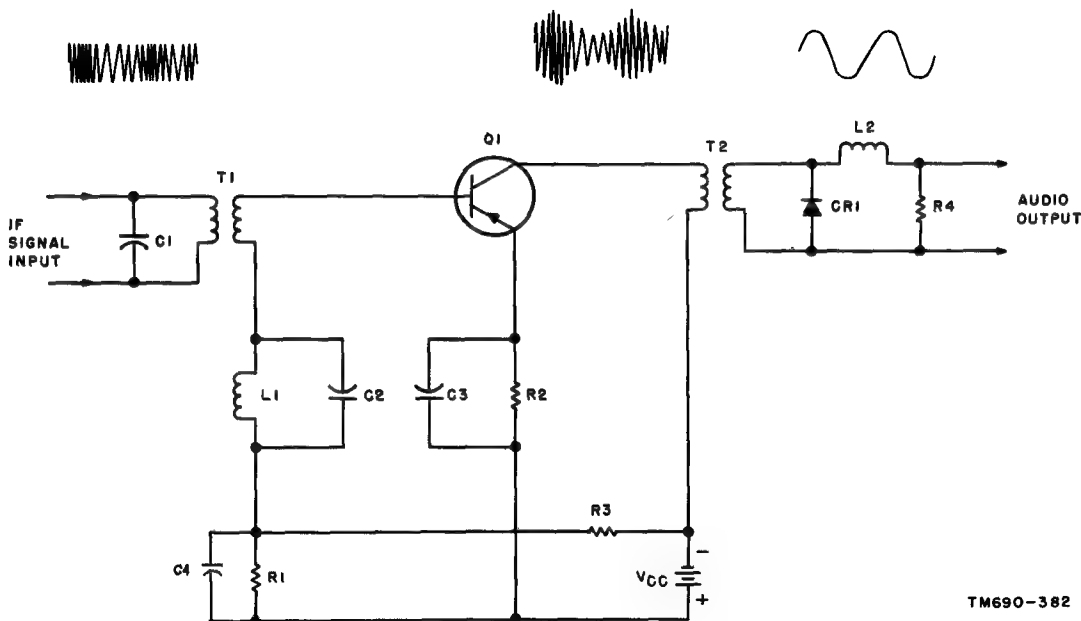 Q1
L2
T2
T1
IF
SIGNAL
INPUT
C1
CR1
R4
AUDIO
OUTPUT
L1
C2
C3
R2
R3
C4
R1
VCC
-
+
TM690-382